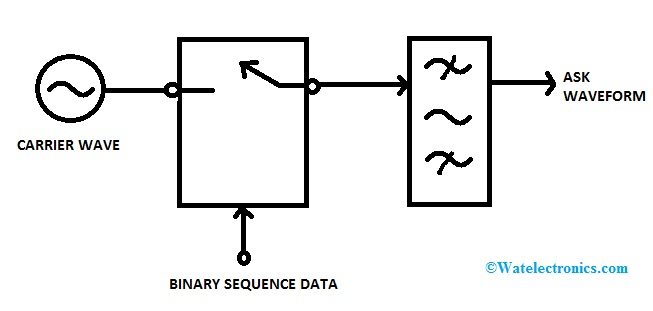 CARRIER WAVE
ASK
WAVEFORM
BINARY SEQUENCE DATA
©Watelectronics.com